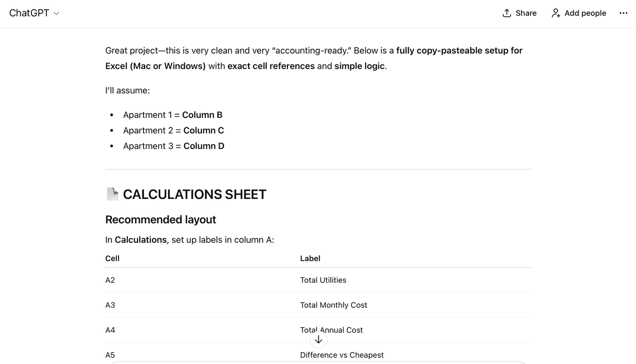 ChatGPT
Share
Add people
Great project—this is very clean and very “accounting-ready.” Below is a fully copy-pasteable setup for
Excel (Mac or Windows) with exact cell references and simple logic.
I’ll assume:
• Apartment 1 = Column B
• Apartment 2 = Column C
• Apartment 3 = Column D
CALCULATIONS SHEET
Recommended layout
In Calculations, set up labels in column A:
Cell Label
A2 Total Utilities
A3 Total Monthly Cost
A4 Total Annual Cost
A5 Difference vs Cheapest